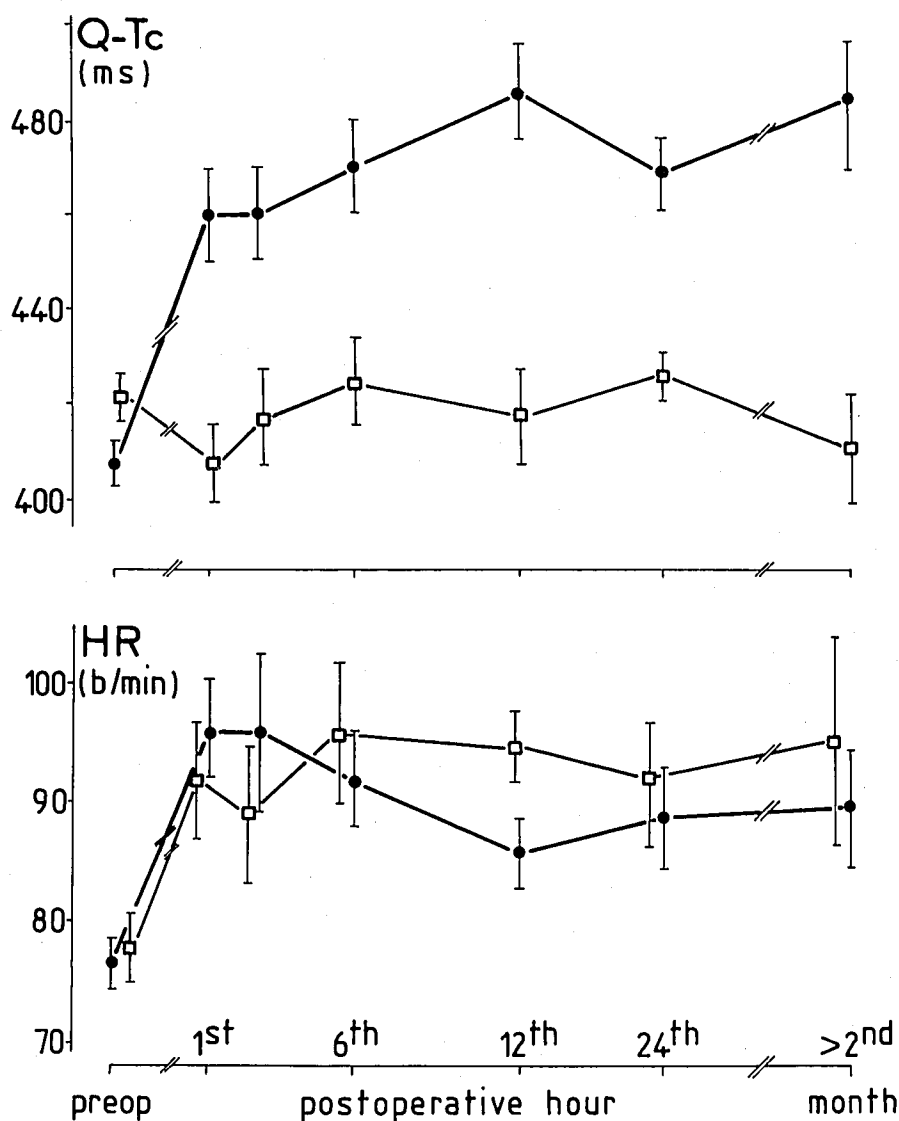 Q-Tc
(ms)
480
440
400
HR
(b/min)
100
90
80
70
1st 6th 12th 24th >2nd
preop postoperative hour month